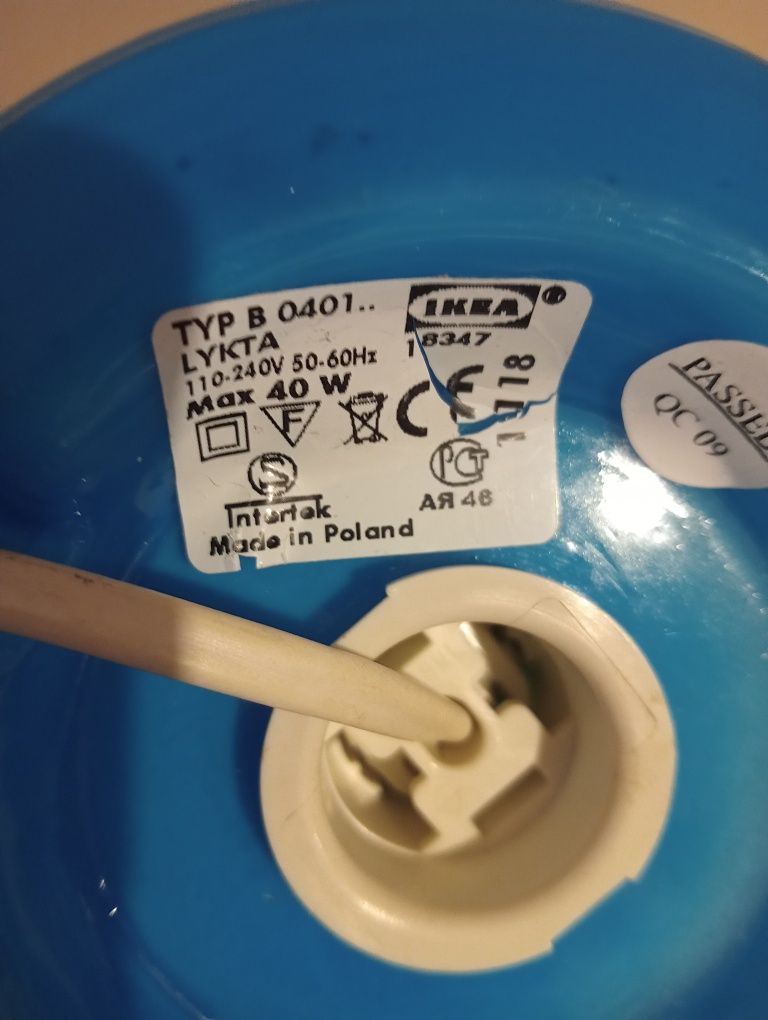 TYP B 0401..
IKEA ®
LYKTA
18347
110-240V 50-60Hz
Max 40 W
F
CE
S
PCT
Intertek
АЯ 46
Made in Poland
PASSED
QC 09